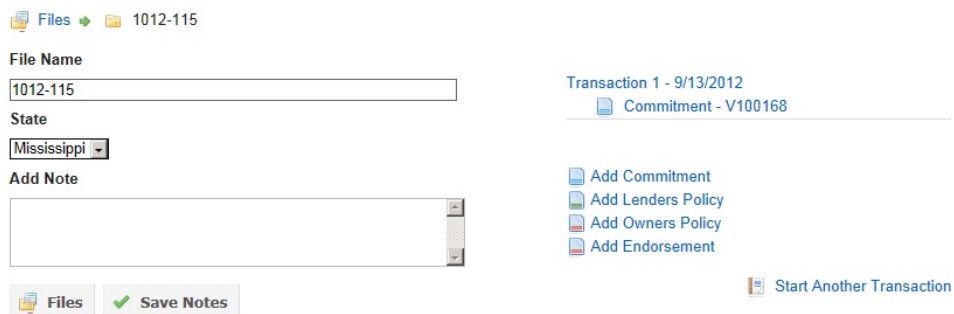 Files 1012-115
File Name
1012-115
State
Mississippi
Add Note
Files Save Notes
Transaction 1 - 9/13/2012
Commitment - V100168
Add Commitment
Add Lenders Policy
Add Owners Policy
Add Endorsement
Start Another Transaction